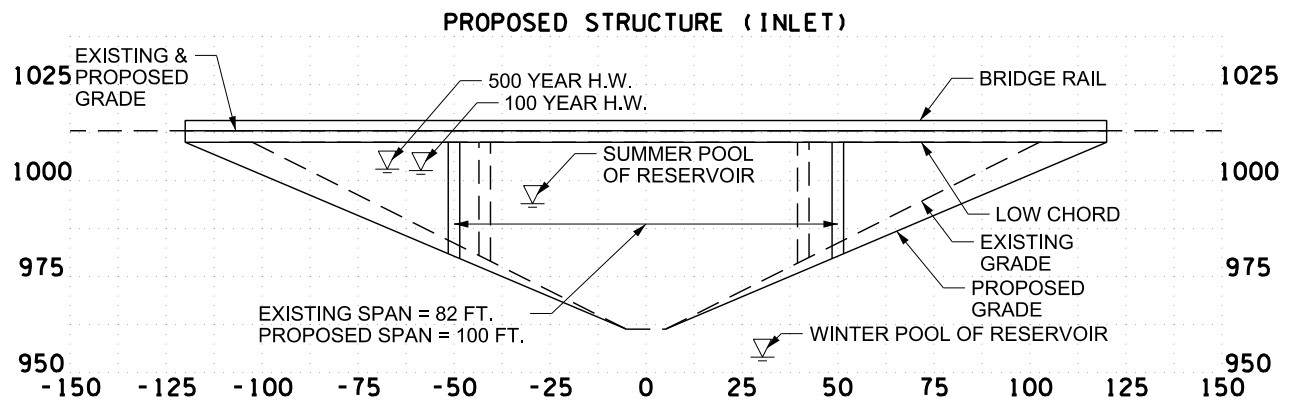 PROPOSED STRUCTURE (INLET)
EXISTING &
PROPOSED
GRADE
500 YEAR H.W.
100 YEAR H.W.
BRIDGE RAIL
1025
1025
SUMMER POOL
OF RESERVOIR
1000
1000
LOW CHORD
EXISTING
GRADE
975
975
PROPOSED
GRADE
EXISTING SPAN = 82 FT.
PROPOSED SPAN = 100 FT.
WINTER POOL OF RESERVOIR
950
950
-150 -125 -100 -75 -50 -25 0 25 50 75 100 125 150